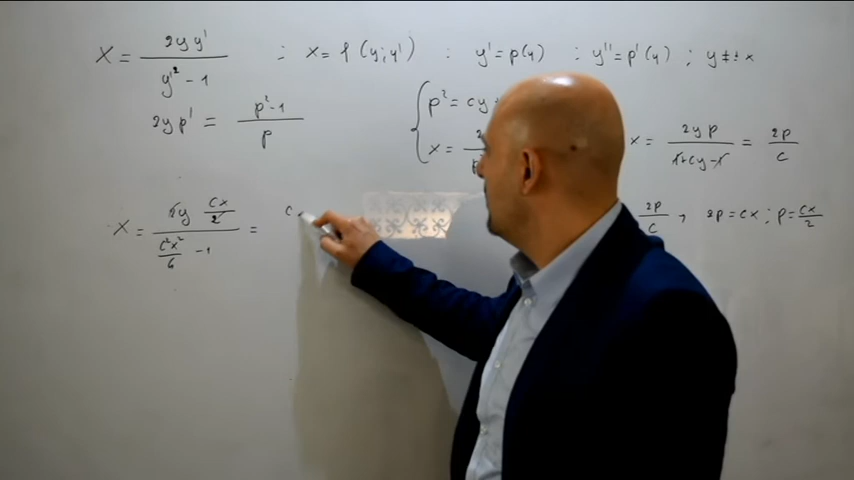 x = 2yy' / y'² - 1 : x = f(y; y') : y' = p(y) : y'' = p'(y) ; y ≠ ± x
2yp' = p² - 1 / p
{ p² = cy
x = 2
x = 2yp / 1 + cy - 1 = 2p / c
2p / c , 2p = cx ; p = cx / 2
x = 2y cx/2 / c²x²/4 - 1 = c